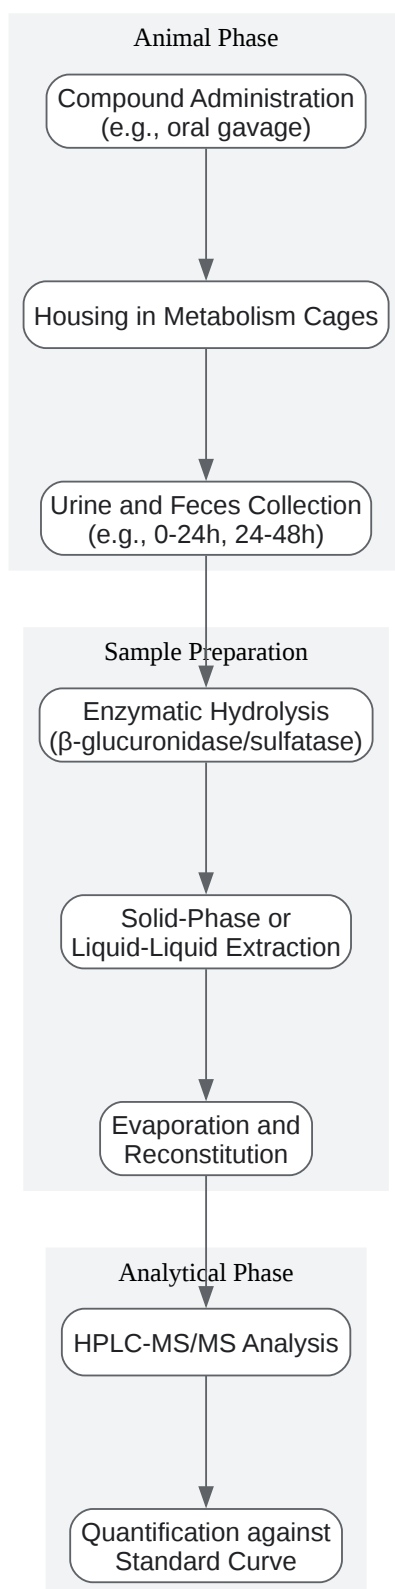 Animal Phase
Compound Administration
(e.g., oral gavage)
Housing in Metabolism Cages
Urine and Feces Collection
(e.g., 0-24h, 24-48h)
Sample Preparation
Enzymatic Hydrolysis
(β-glucuronidase/sulfatase)
Solid-Phase or
Liquid-Liquid Extraction
Evaporation and
Reconstitution
Analytical Phase
HPLC-MS/MS Analysis
Quantification against
Standard Curve